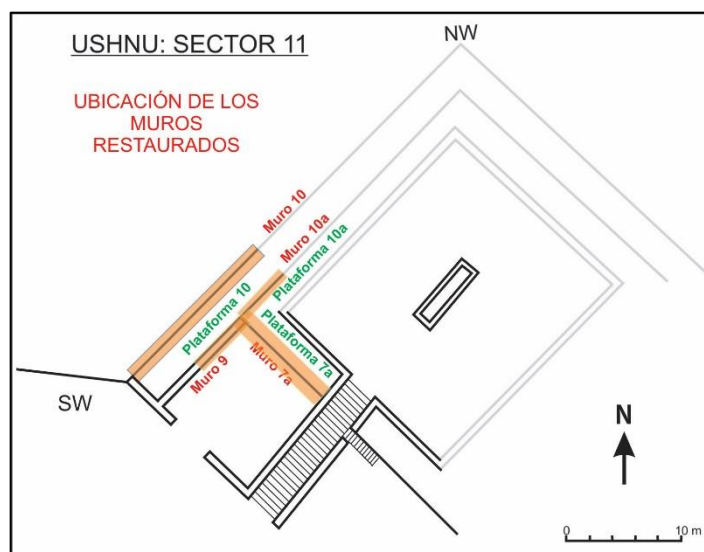 USHNU: SECTOR 11
NW
UBICACIÓN DE LOS
MUROS
RESTAURADOS
Muro 10
Muro 10a
Plataforma 10a
Plataforma 10
Plataforma 7a
Muro 9
Muro 7a
SW
N
0 10 m